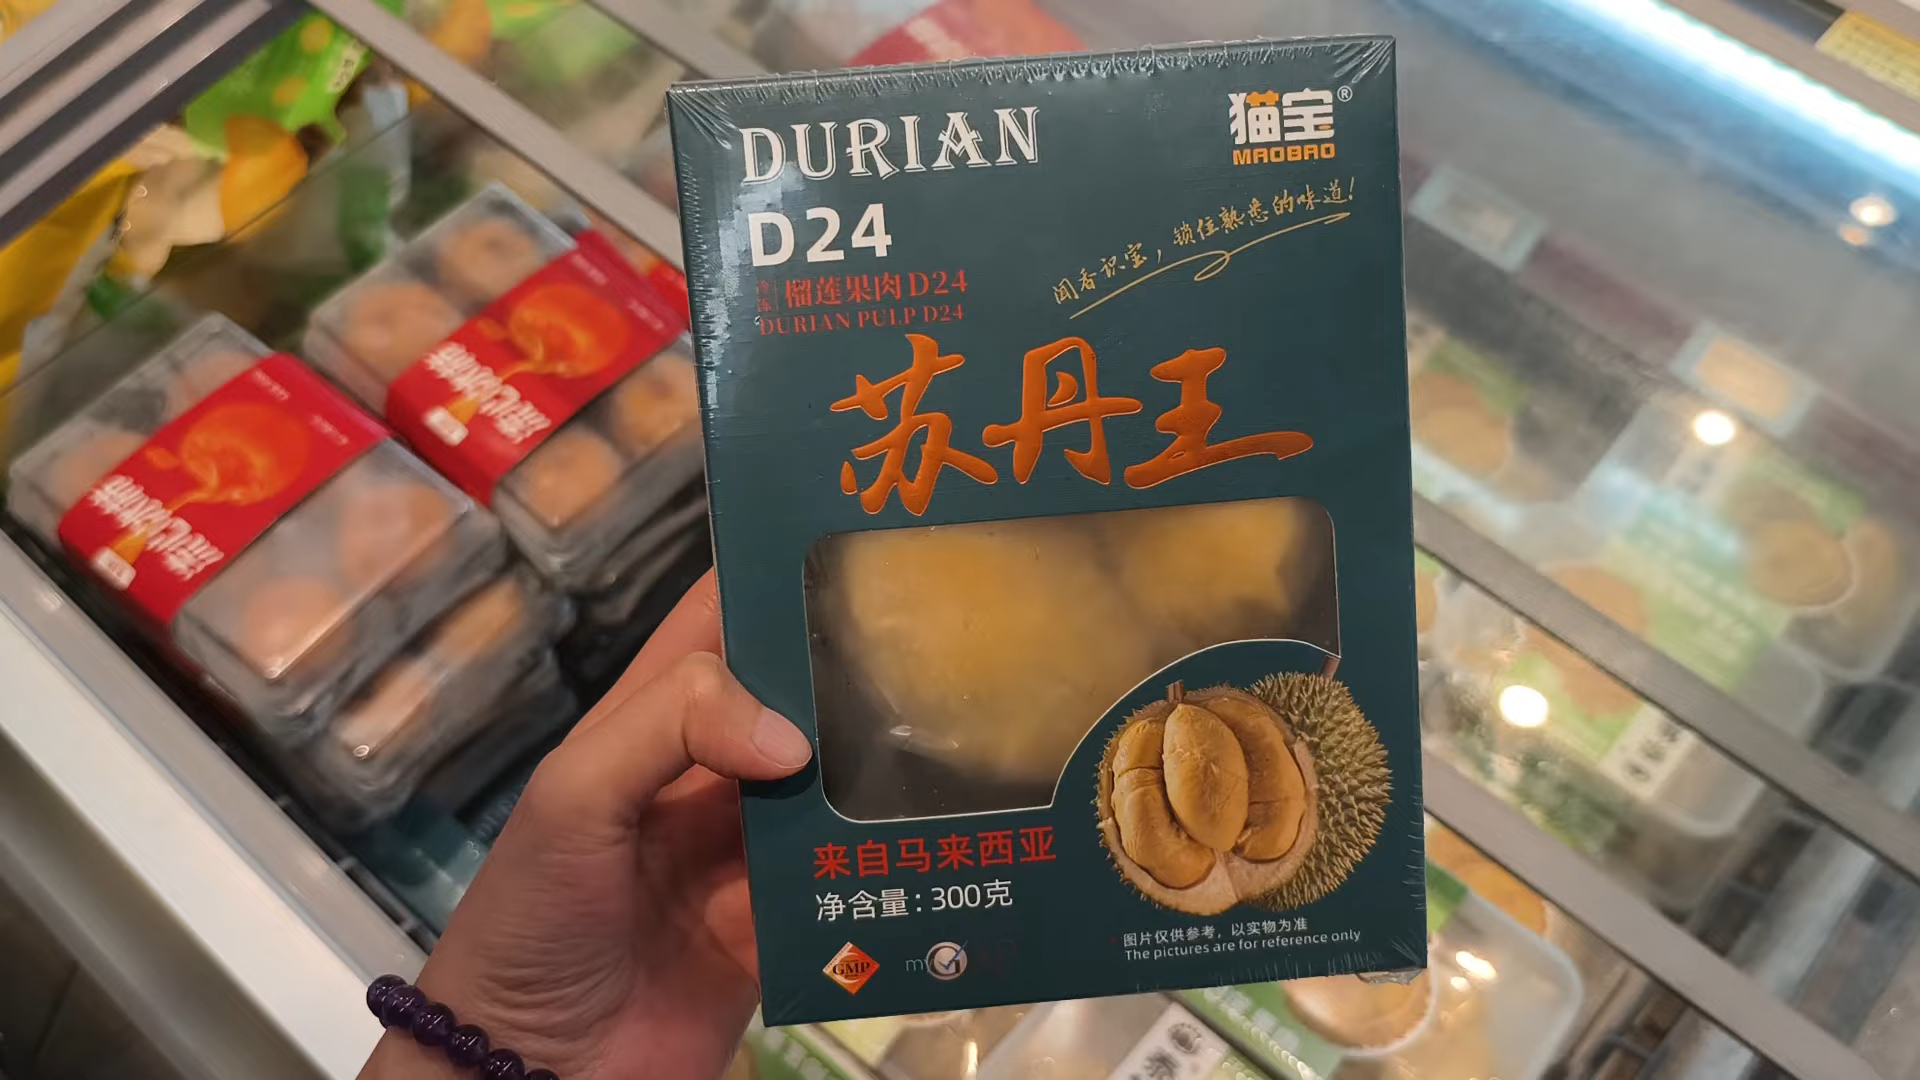 DURIAN
猫宝®
MAOBAO
D24
闻香识宝，锁住熟悉的味道！
冷冻 榴莲果肉 D24
DURIAN PULP D24
苏丹王
来自马来西亚
净含量：300克
GMP
my
图片仅供参考，以实物为准
The pictures are for reference only